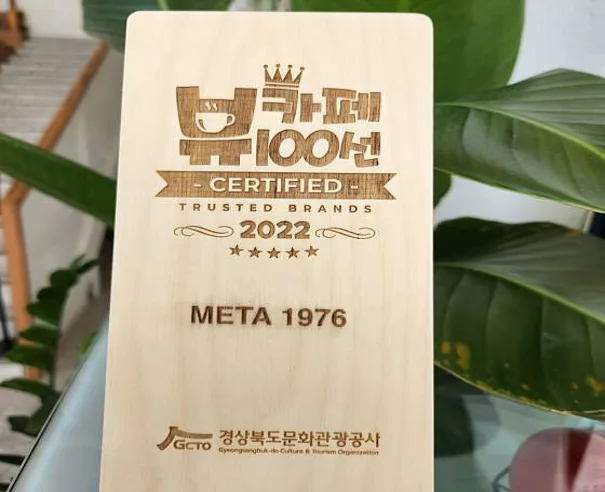 뷰카페
100선
- CERTIFIED -
TRUSTED BRANDS
2022
META 1976
GCTO 경상북도문화관광공사
Gyeongsangbuk-do Culture & Tourism Organization